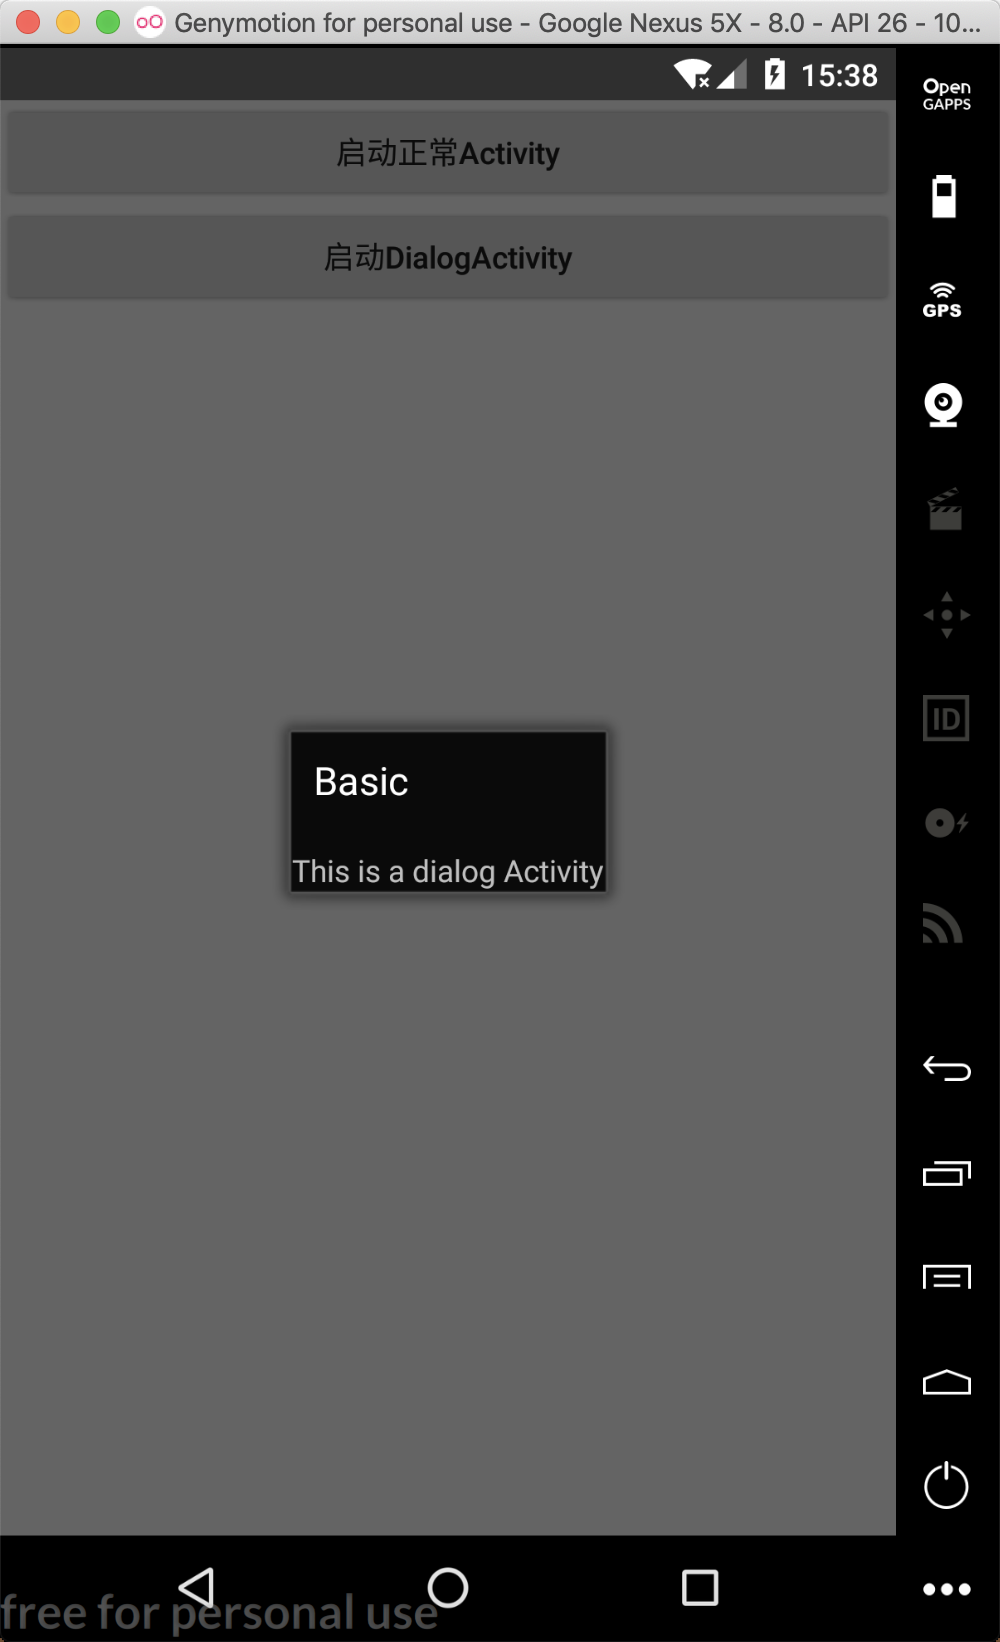 Genymotion for personal use - Google Nexus 5X - 8.0 - API 26 - 10...
15:38
Open
GAPPS
启动正常Activity
启动DialogActivity
GPS
ID
Basic
This is a dialog Activity
free for personal use